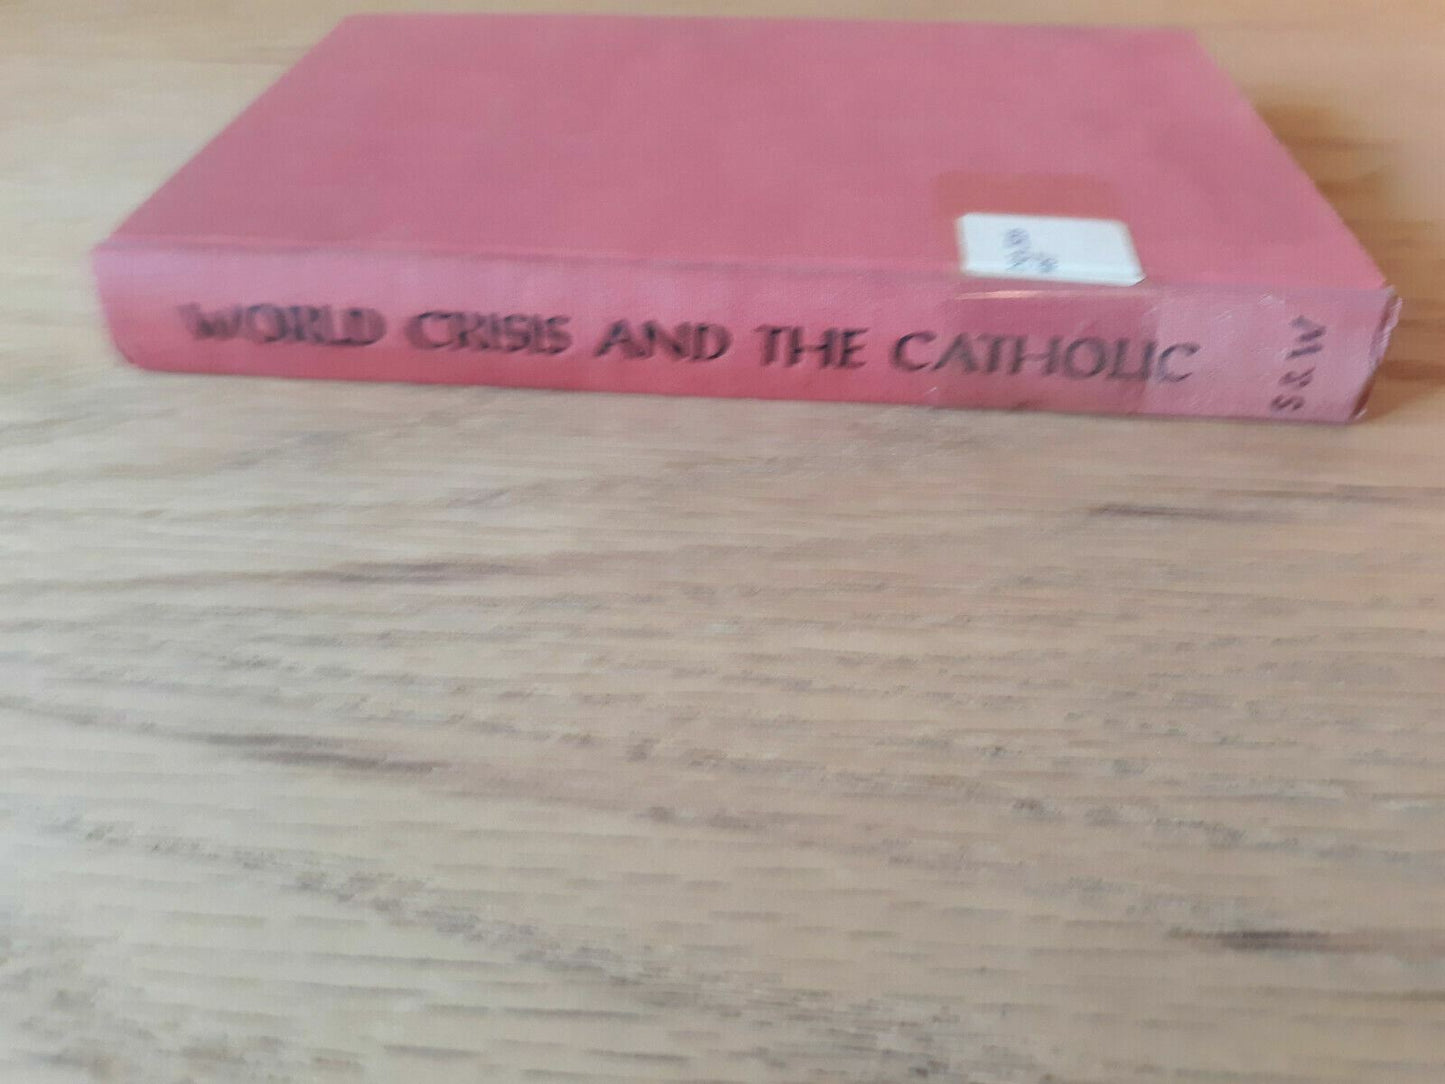 WORLD CRISIS AND THE CATHOLIC
S&W